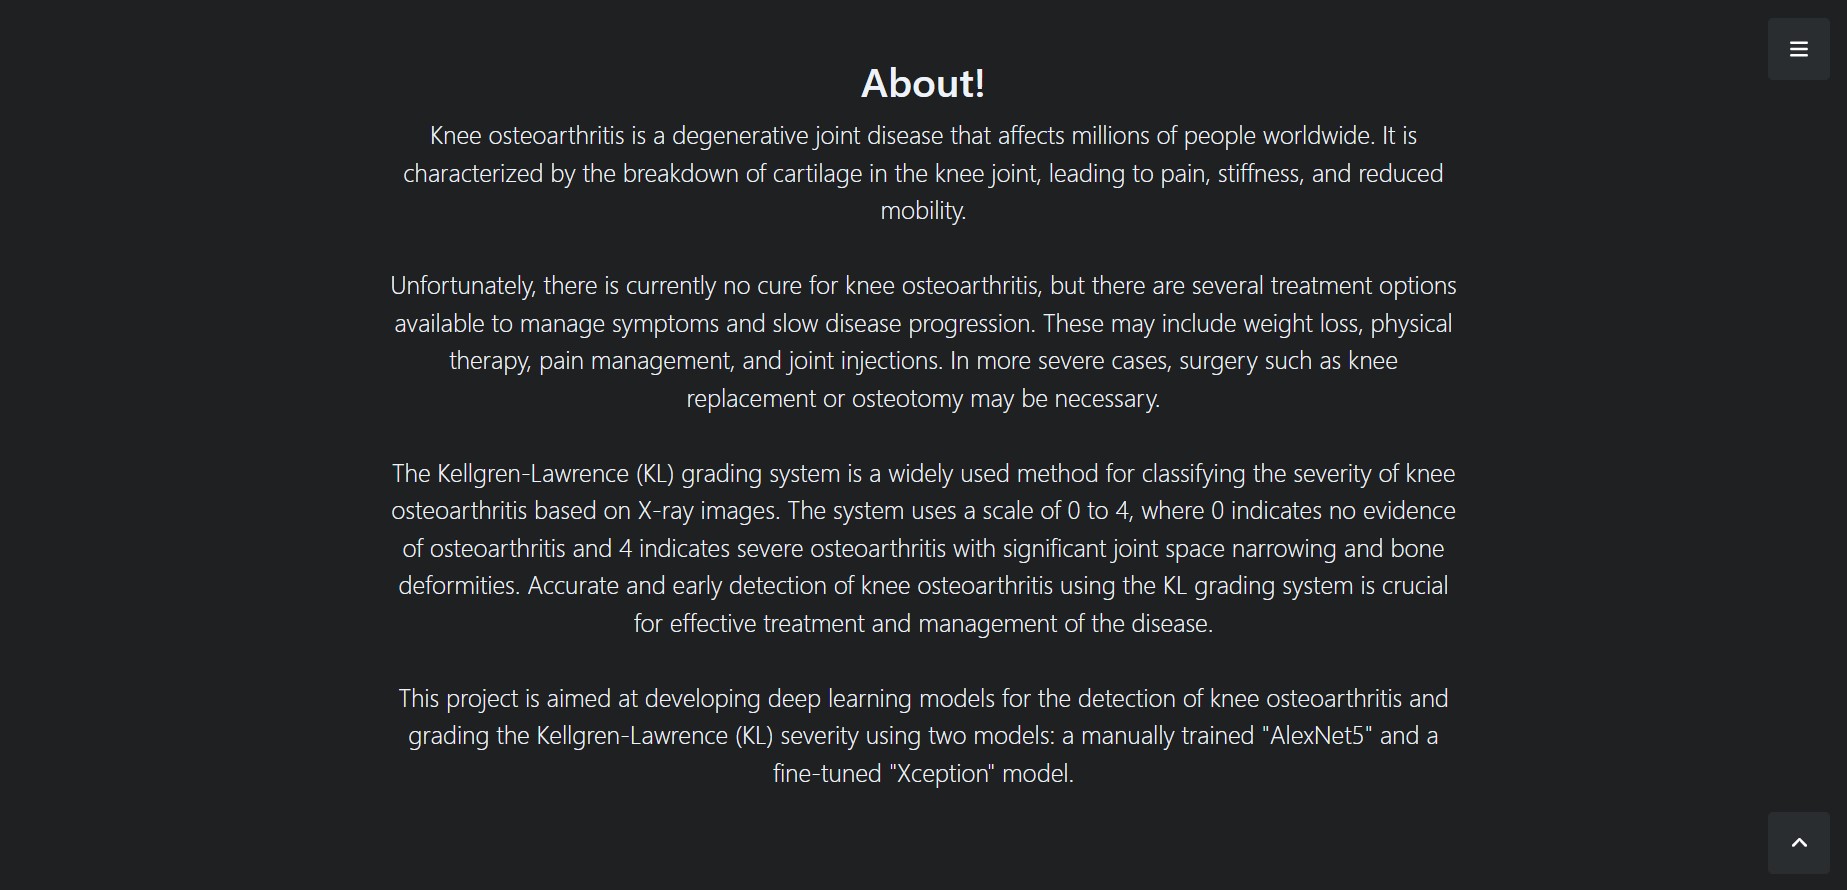 About!
Knee osteoarthritis is a degenerative joint disease that affects millions of people worldwide. It is
characterized by the breakdown of cartilage in the knee joint, leading to pain, stiffness, and reduced
mobility.
Unfortunately, there is currently no cure for knee osteoarthritis, but there are several treatment options
available to manage symptoms and slow disease progression. These may include weight loss, physical
therapy, pain management, and joint injections. In more severe cases, surgery such as knee
replacement or osteotomy may be necessary.
The Kellgren-Lawrence (KL) grading system is a widely used method for classifying the severity of knee
osteoarthritis based on X-ray images. The system uses a scale of 0 to 4, where 0 indicates no evidence
of osteoarthritis and 4 indicates severe osteoarthritis with significant joint space narrowing and bone
deformities. Accurate and early detection of knee osteoarthritis using the KL grading system is crucial
for effective treatment and management of the disease.
This project is aimed at developing deep learning models for the detection of knee osteoarthritis and
grading the Kellgren-Lawrence (KL) severity using two models: a manually trained "AlexNet5" and a
fine-tuned "Xception" model.